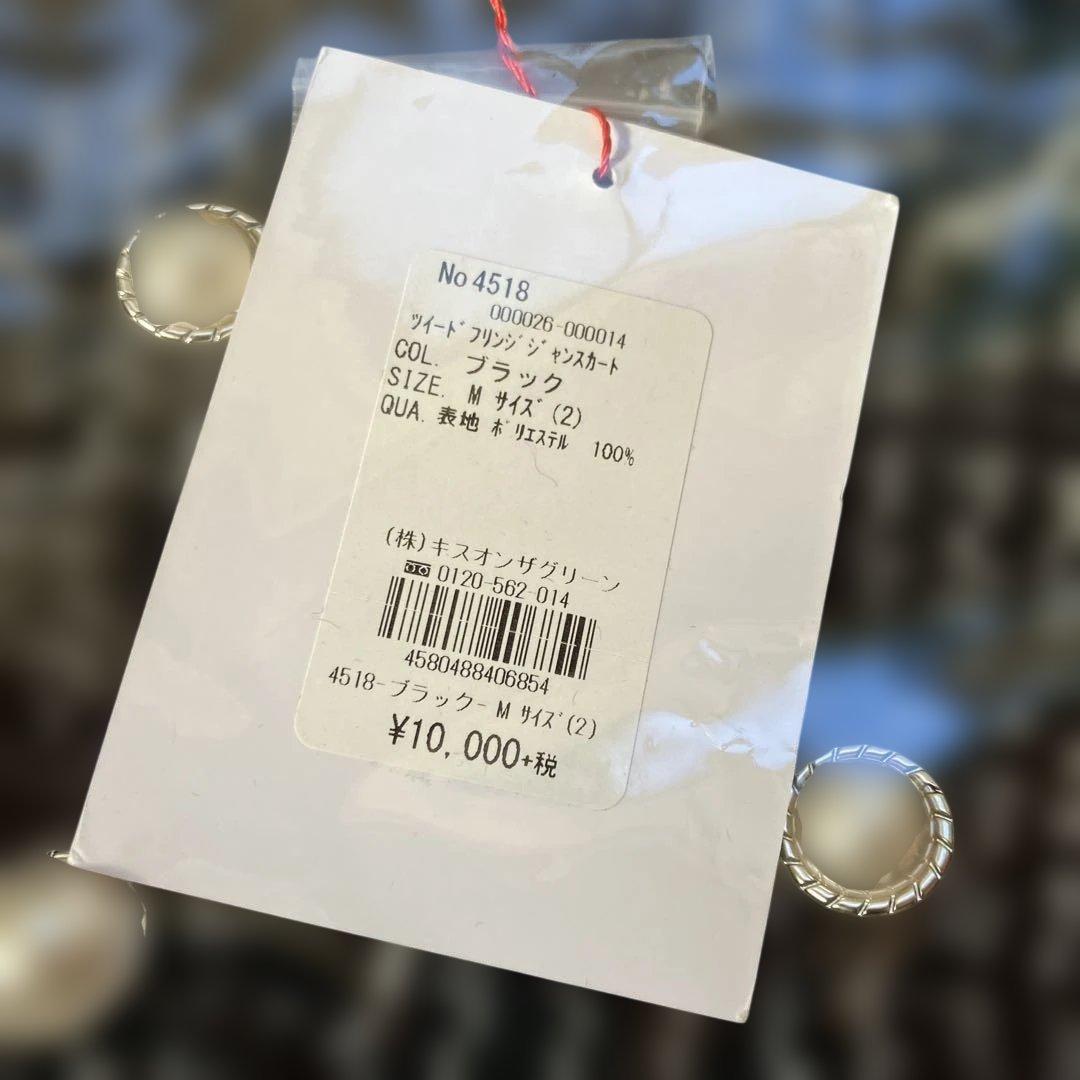 No 4518
000026-000014
ﾂｲｰﾄﾞﾌﾘﾝｼﾞｼﾞｬﾝｽｶｰﾄ
COL. ブラック
SIZE. M ｻｲｽﾞ(2)
QUA. 表地 ﾎﾟﾘｴｽﾃﾙ 100%
(株)キスオンザグリーン
0120-562-014
4580488406854
4518-ブラック- M ｻｲｽﾞ(2)
¥10,000+税